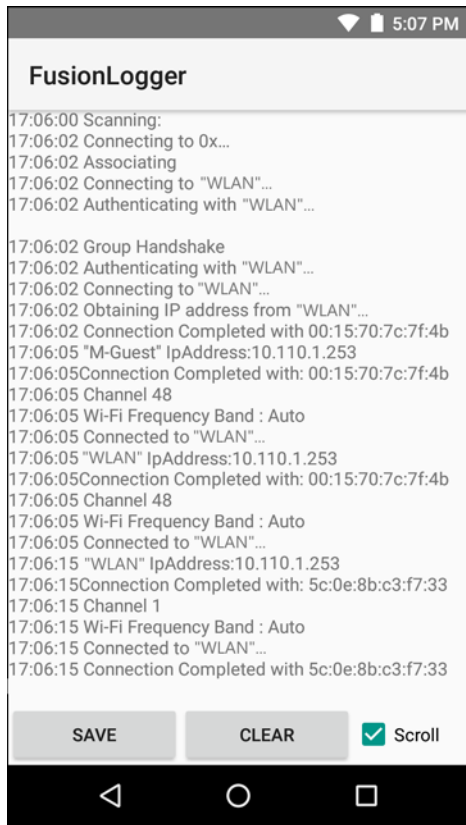 5:07 PM
FusionLogger
17:06:00 Scanning:
17:06:02 Connecting to 0x...
17:06:02 Associating
17:06:02 Connecting to "WLAN"...
17:06:02 Authenticating with "WLAN"...
17:06:02 Group Handshake
17:06:02 Authenticating with "WLAN"...
17:06:02 Connecting to "WLAN"...
17:06:02 Obtaining IP address from "WLAN"...
17:06:02 Connection Completed with 00:15:70:7c:7f:4b
17:06:05 "M-Guest" IpAddress:10.110.1.253
17:06:05Connection Completed with: 00:15:70:7c:7f:4b
17:06:05 Channel 48
17:06:05 Wi-Fi Frequency Band : Auto
17:06:05 Connected to "WLAN"...
17:06:05 "WLAN" IpAddress:10.110.1.253
17:06:05Connection Completed with: 00:15:70:7c:7f:4b
17:06:05 Channel 48
17:06:05 Wi-Fi Frequency Band : Auto
17:06:05 Connected to "WLAN"...
17:06:15 "WLAN" IpAddress:10.110.1.253
17:06:15Connection Completed with: 5c:0e:8b:c3:f7:33
17:06:15 Channel 1
17:06:15 Wi-Fi Frequency Band : Auto
17:06:15 Connected to "WLAN"...
17:06:15 Connection Completed with 5c:0e:8b:c3:f7:33
SAVE CLEAR Scroll